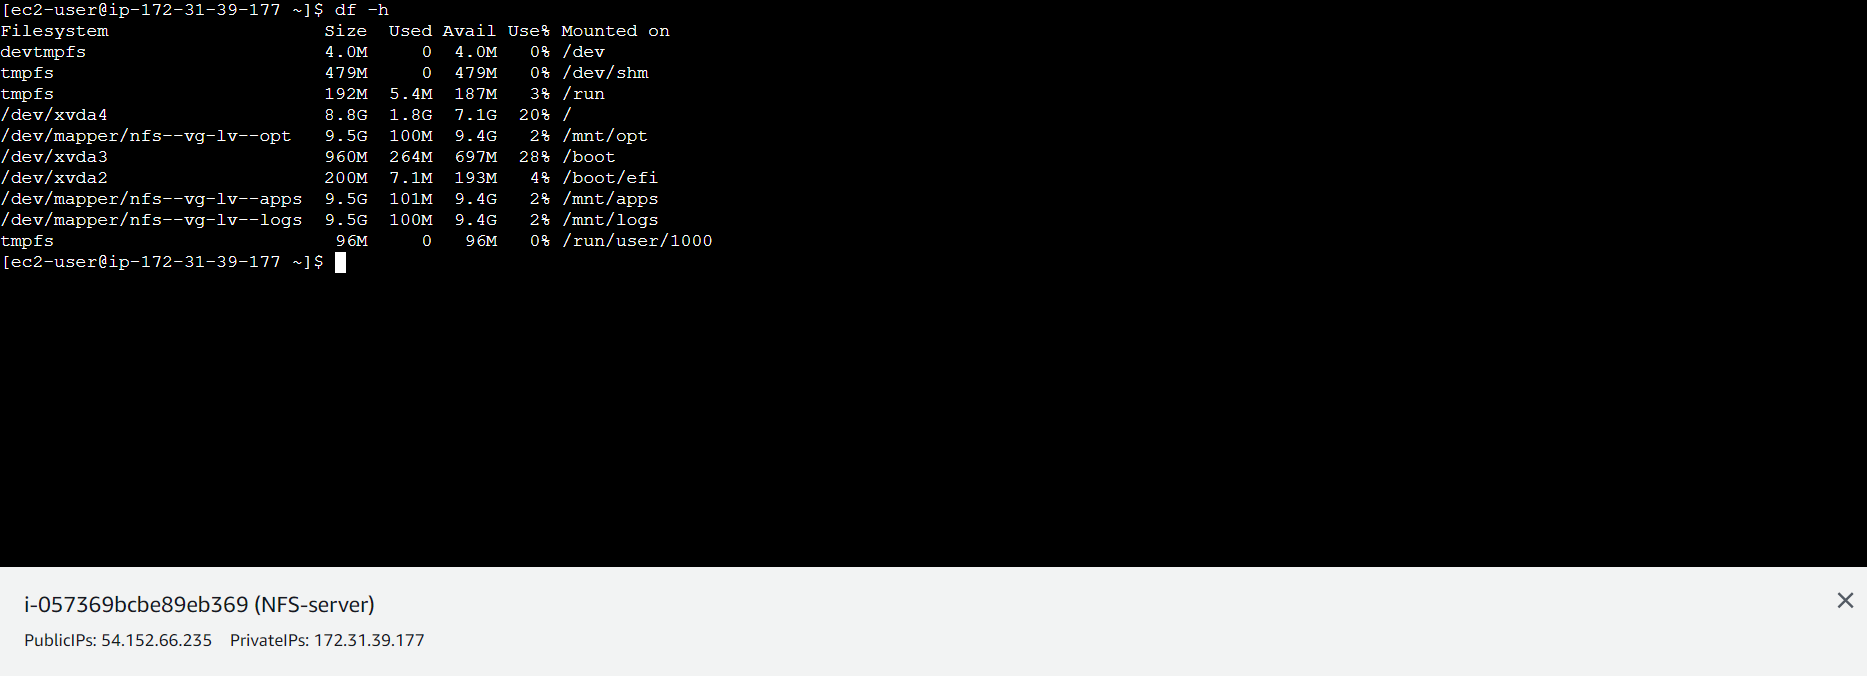 [ec2-user@ip-172-31-39-177 ~]$ df -h
Filesystem                    Size  Used Avail Use% Mounted on
devtmpfs                      4.0M     0  4.0M   0% /dev
tmpfs                         479M     0  479M   0% /dev/shm
tmpfs                         192M  5.4M  187M   3% /run
/dev/xvda4                    8.8G  1.8G  7.1G  20% /
/dev/mapper/nfs--vg-lv--opt   9.5G  100M  9.4G   2% /mnt/opt
/dev/xvda3                    960M  264M  697M  28% /boot
/dev/xvda2                    200M  7.1M  193M   4% /boot/efi
/dev/mapper/nfs--vg-lv--apps  9.5G  101M  9.4G   2% /mnt/apps
/dev/mapper/nfs--vg-lv--logs  9.5G  100M  9.4G   2% /mnt/logs
tmpfs                          96M     0   96M   0% /run/user/1000
[ec2-user@ip-172-31-39-177 ~]$
i-057369bcbe89eb369 (NFS-server)
PublicIPs: 54.152.66.235 PrivateIPs: 172.31.39.177